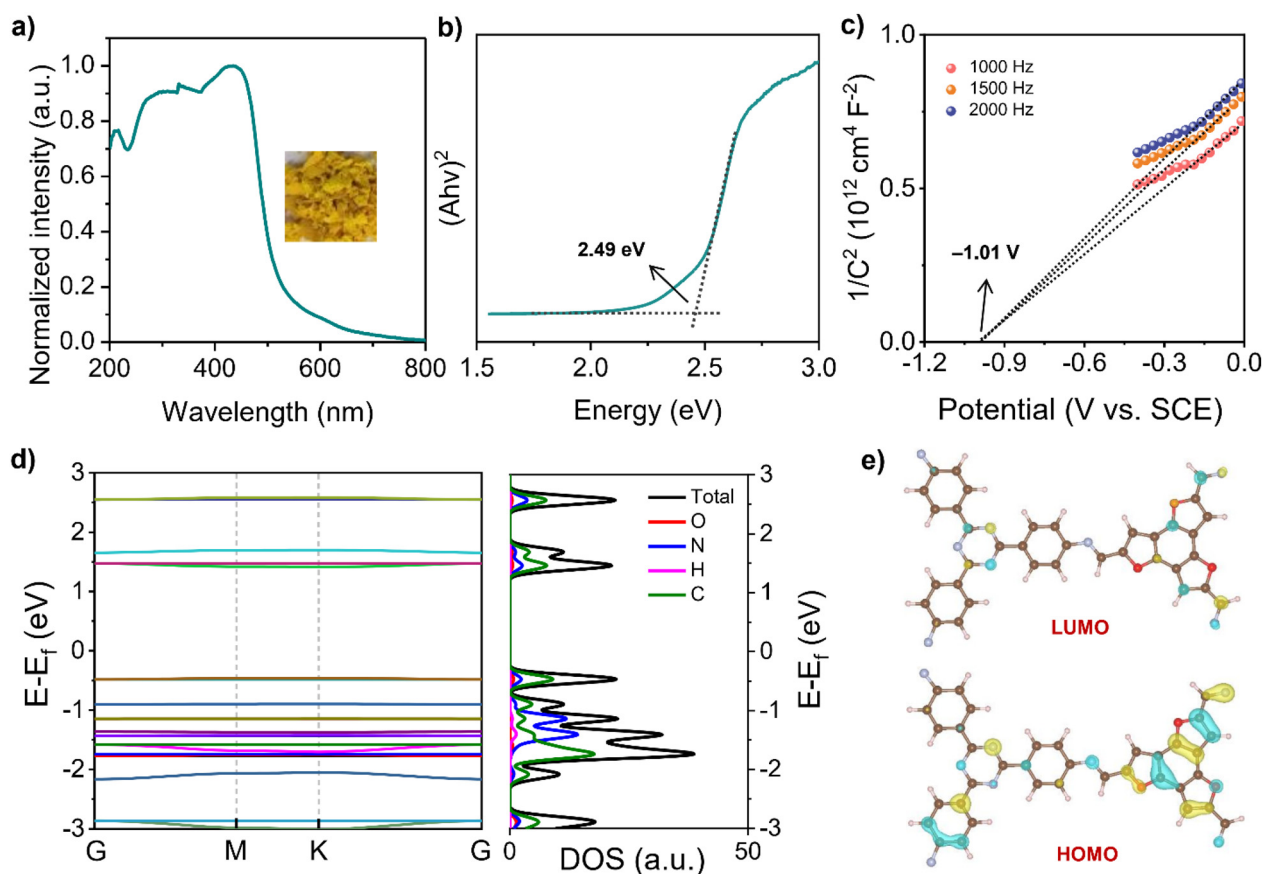 a)
Normalized intensity (a.u.)
1.0
0.8
0.6
0.4
0.2
0.0
200 400 600 800
Wavelength (nm)
b)
(Ahv)²
2.49 eV
1.5 2.0 2.5 3.0
Energy (eV)
c)
1/C² (10¹² cm⁴ F⁻²)
1.0
0.5
0.0
1000 Hz
1500 Hz
2000 Hz
−1.01 V
-1.2 -0.9 -0.6 -0.3 0.0
Potential (V vs. SCE)
d)
E-Ef (eV)
3
2
1
0
-1
-2
-3
G M K G
Total
O
N
H
C
0 50
DOS (a.u.)
3
2
1
0
-1
-2
-3
E-Ef (eV)
e)
LUMO
HOMO